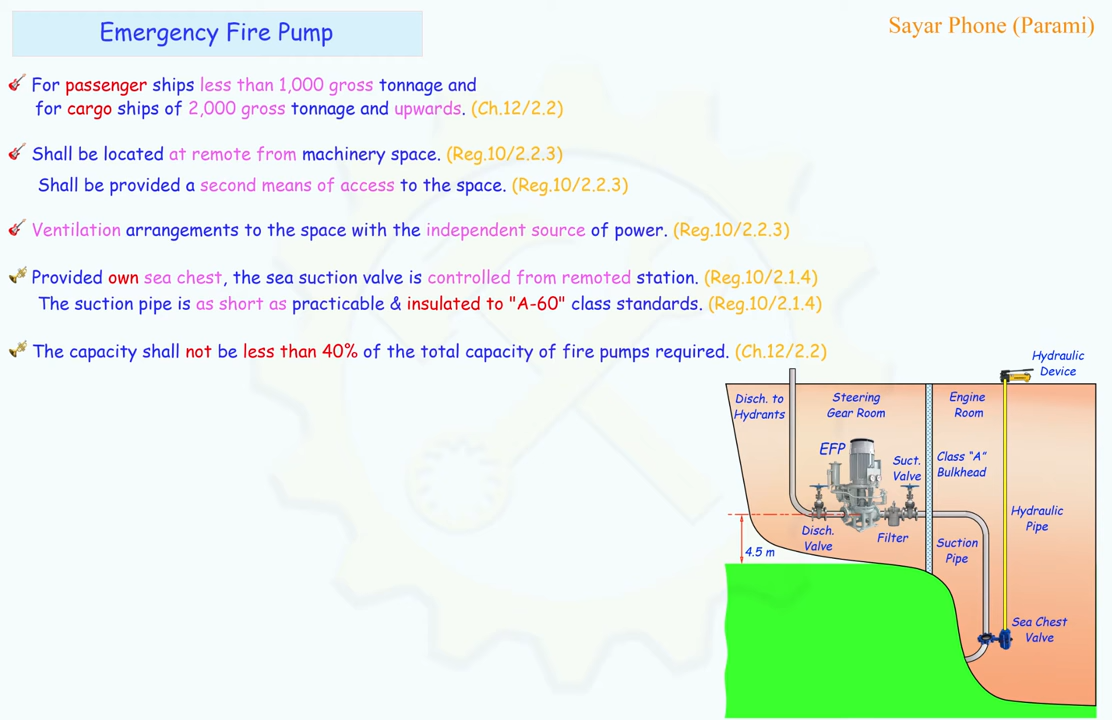 Emergency Fire Pump
Sayar Phone (Parami)
For passenger ships less than 1,000 gross tonnage and
for cargo ships of 2,000 gross tonnage and upwards. (Ch.12/2.2)
Shall be located at remote from machinery space. (Reg.10/2.2.3)
Shall be provided a second means of access to the space. (Reg.10/2.2.3)
Ventilation arrangements to the space with the independent source of power. (Reg.10/2.2.3)
Provided own sea chest, the sea suction valve is controlled from remoted station. (Reg.10/2.1.4)
The suction pipe is as short as practicable & insulated to "A-60" class standards. (Reg.10/2.1.4)
The capacity shall not be less than 40% of the total capacity of fire pumps required. (Ch.12/2.2)
Hydraulic
Device
Disch. to
Hydrants
Steering
Gear Room
Engine
Room
EFP
Suct.
Valve
Class "A"
Bulkhead
Hydraulic
Pipe
Disch.
Valve
Filter
Suction
Pipe
4.5 m
Sea Chest
Valve